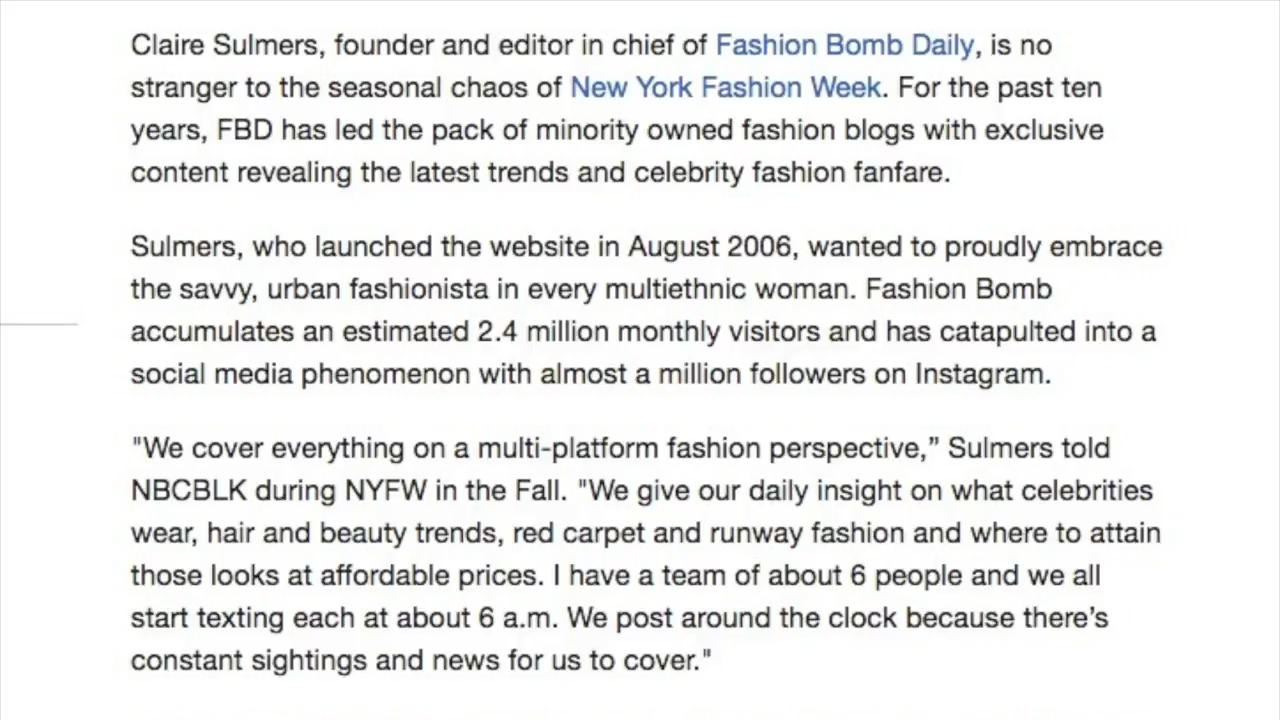 Claire Sulmers, founder and editor in chief of Fashion Bomb Daily, is no
stranger to the seasonal chaos of New York Fashion Week. For the past ten
years, FBD has led the pack of minority owned fashion blogs with exclusive
content revealing the latest trends and celebrity fashion fanfare.
Sulmers, who launched the website in August 2006, wanted to proudly embrace
the savvy, urban fashionista in every multiethnic woman. Fashion Bomb
accumulates an estimated 2.4 million monthly visitors and has catapulted into a
social media phenomenon with almost a million followers on Instagram.
"We cover everything on a multi-platform fashion perspective,” Sulmers told
NBCBLK during NYFW in the Fall. "We give our daily insight on what celebrities
wear, hair and beauty trends, red carpet and runway fashion and where to attain
those looks at affordable prices. I have a team of about 6 people and we all
start texting each at about 6 a.m. We post around the clock because there’s
constant sightings and news for us to cover."